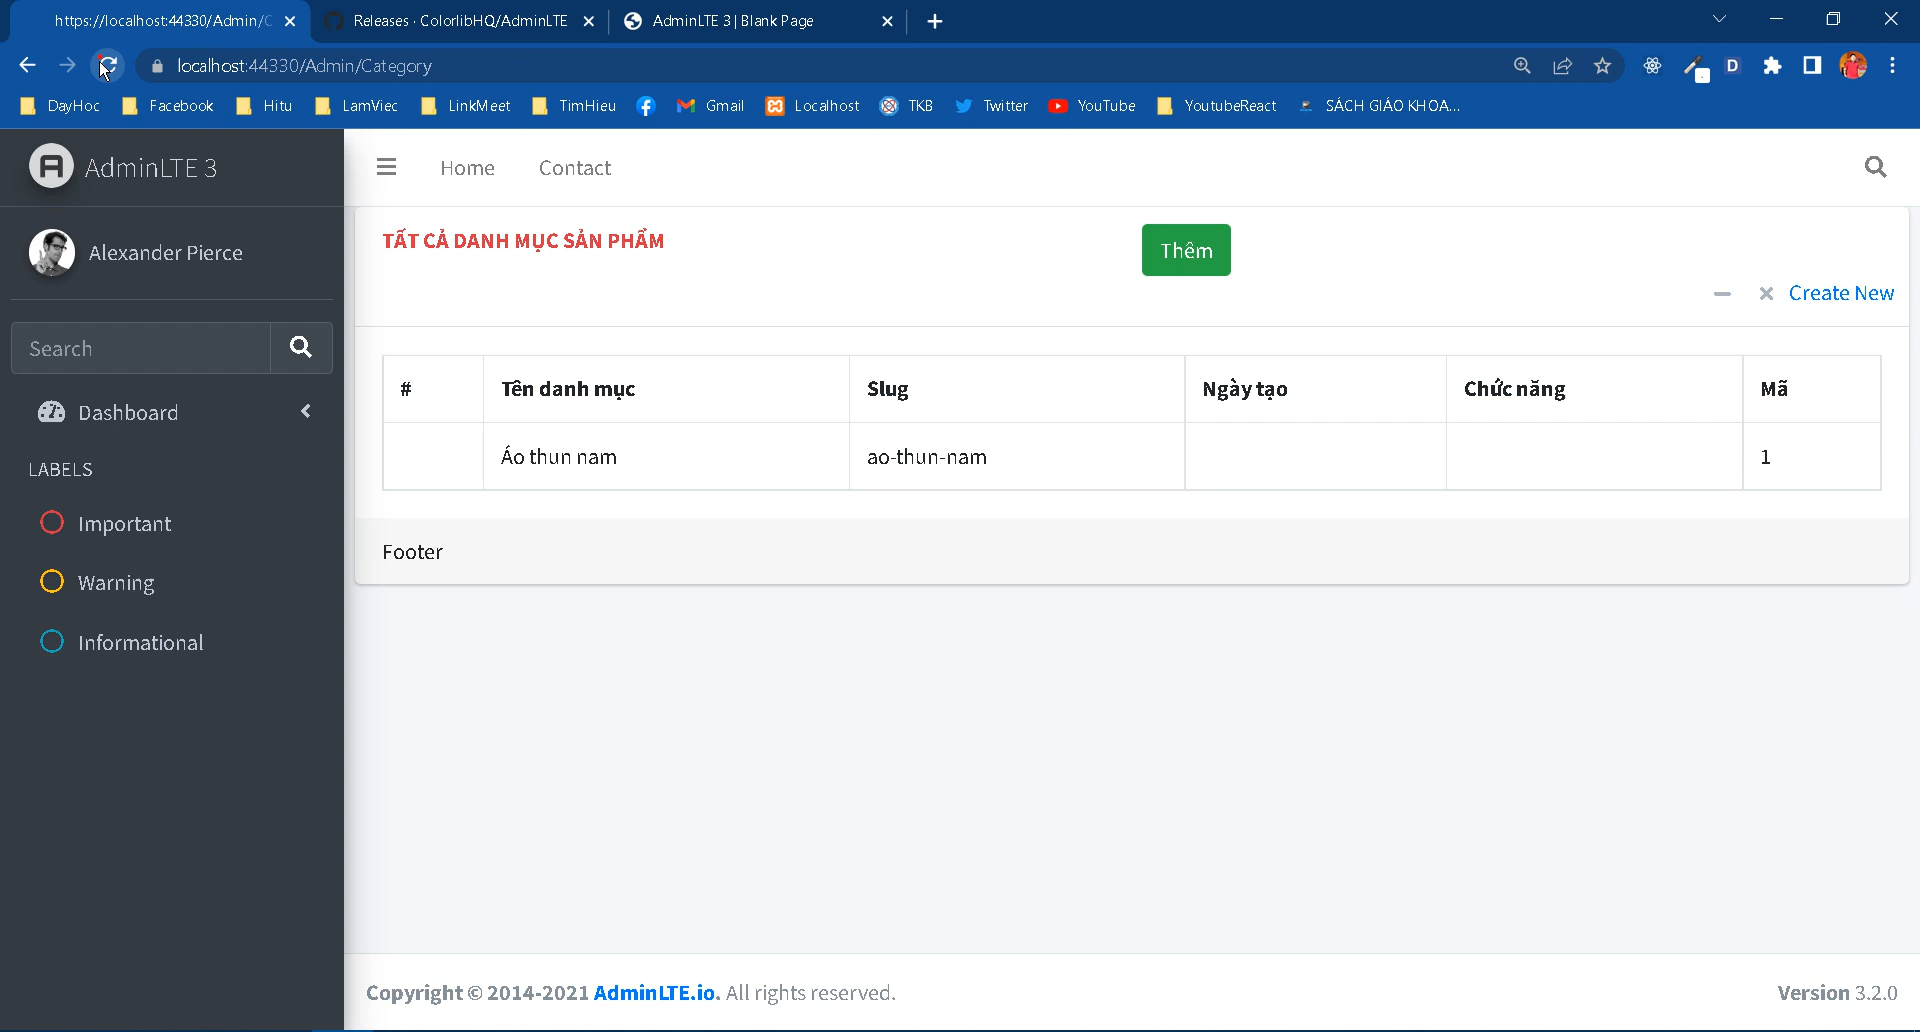 https://localhost:44330/Admin/C
Releases · ColorlibHQ/AdminLTE
AdminLTE 3 | Blank Page
localhost:44330/Admin/Category
D
DayHoc
Facebook
Hitu
LamViec
LinkMeet
TimHieu
Gmail
Localhost
TKB
Twitter
YouTube
YoutubeReact
SÁCH GIÁO KHOA...
AdminLTE 3
Home
Contact
Alexander Pierce
TẤT CẢ DANH MỤC SẢN PHẨM
Thêm
Create New
Search
Dashboard
LABELS
Important
Warning
Informational
# Tên danh mục Slug Ngày tạo Chức năng Mã
Áo thun nam ao-thun-nam 1
Footer
Copyright © 2014-2021 AdminLTE.io. All rights reserved.
Version 3.2.0